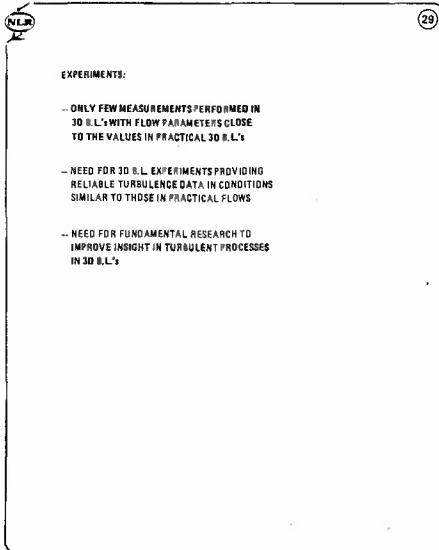 NLR
29
EXPERIMENTS:
- ONLY FEW MEASUREMENTS PERFORMED IN
3D B.L.'s WITH FLOW PARAMETERS CLOSE
TO THE VALUES IN PRACTICAL 3D B.L.'s
- NEED FOR 3D B.L. EXPERIMENTS PROVIDING
RELIABLE TURBULENCE DATA IN CONDITIONS
SIMILAR TO THOSE IN PRACTICAL FLOWS
- NEED FOR FUNDAMENTAL RESEARCH TO
IMPROVE INSIGHT IN TURBULENT PROCESSES
IN 3D B.L.'s